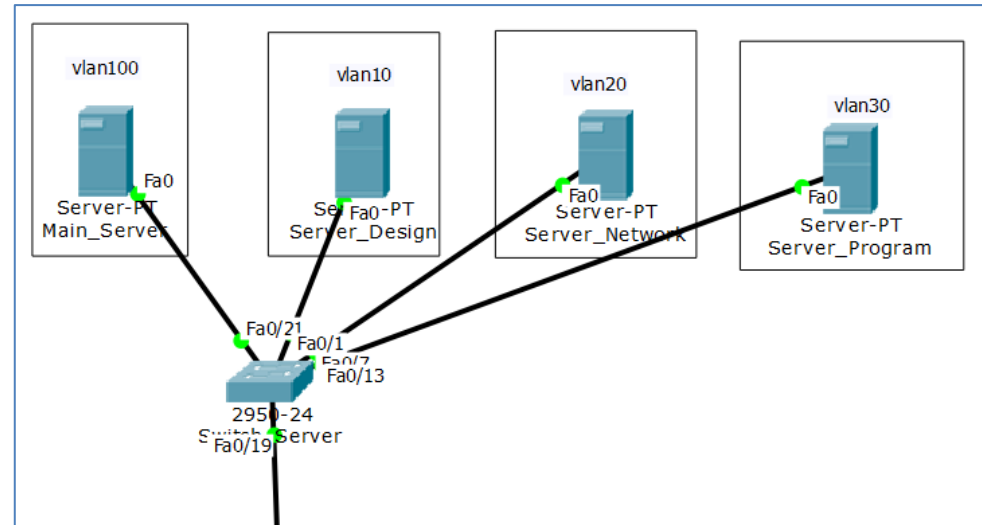 vlan100
Fa0
Server-PT
Main_Server
vlan10
Fa0
-PT
Server_Design
vlan20
Fa0
Server-PT
Server_Network
vlan30
Fa0
Server-PT
Server_Program
Fa0/21
Fa0/1
Fa0/7
Fa0/13
2950-24
Server
Fa0/19